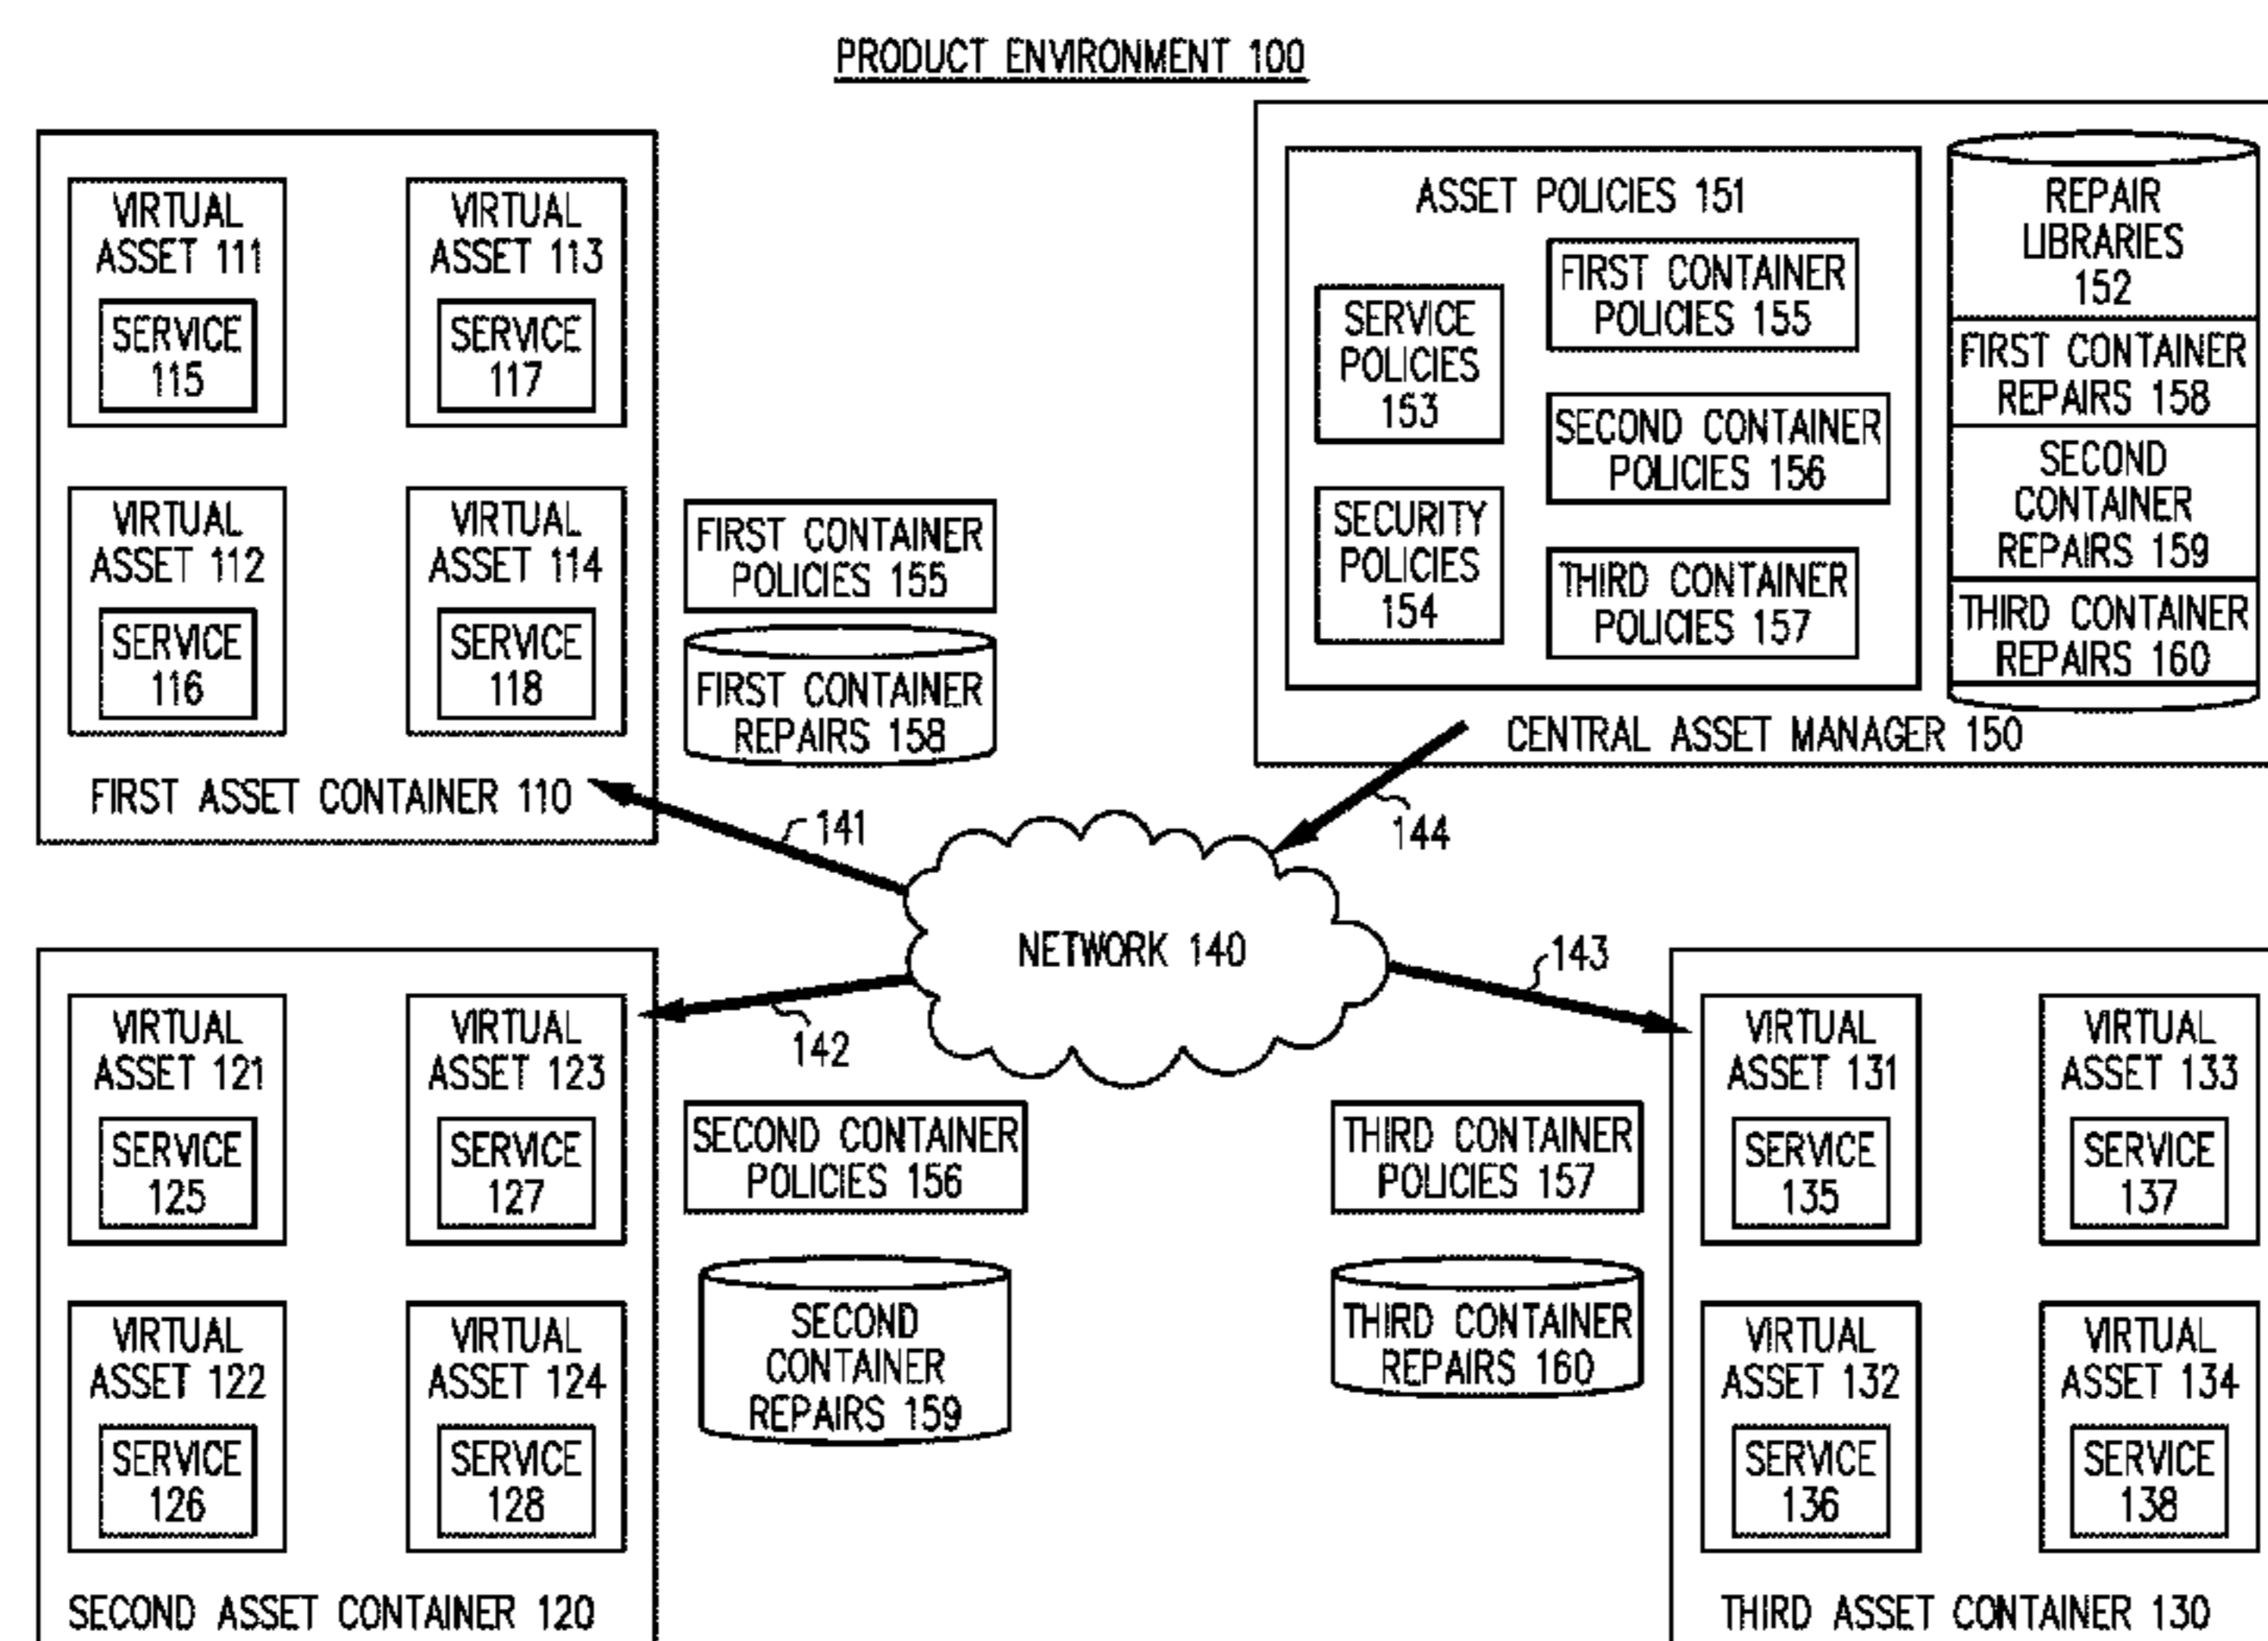 PRODUCT ENVIRONMENT 100
VIRTUAL
ASSET 111
SERVICE
115
VIRTUAL
ASSET 113
SERVICE
117
VIRTUAL
ASSET 112
SERVICE
116
VIRTUAL
ASSET 114
SERVICE
118
FIRST ASSET CONTAINER 110
FIRST CONTAINER
POLICIES 155
FIRST CONTAINER
REPAIRS 158
ASSET POLICIES 151
SERVICE
POLICIES
153
SECURITY
POLICIES
154
FIRST CONTAINER
POLICIES 155
SECOND CONTAINER
POLICIES 156
THIRD CONTAINER
POLICIES 157
REPAIR
LIBRARIES
152
FIRST CONTAINER
REPAIRS 158
SECOND
CONTAINER
REPAIRS 159
THIRD CONTAINER
REPAIRS 160
CENTRAL ASSET MANAGER 150
141
144
NETWORK 140
142
143
VIRTUAL
ASSET 121
SERVICE
125
VIRTUAL
ASSET 123
SERVICE
127
VIRTUAL
ASSET 122
SERVICE
126
VIRTUAL
ASSET 124
SERVICE
128
SECOND ASSET CONTAINER 120
SECOND CONTAINER
POLICIES 156
SECOND
CONTAINER
REPAIRS 159
THIRD CONTAINER
POLICIES 157
THIRD CONTAINER
REPAIRS 160
VIRTUAL
ASSET 131
SERVICE
135
VIRTUAL
ASSET 133
SERVICE
137
VIRTUAL
ASSET 132
SERVICE
136
VIRTUAL
ASSET 134
SERVICE
138
THIRD ASSET CONTAINER 130